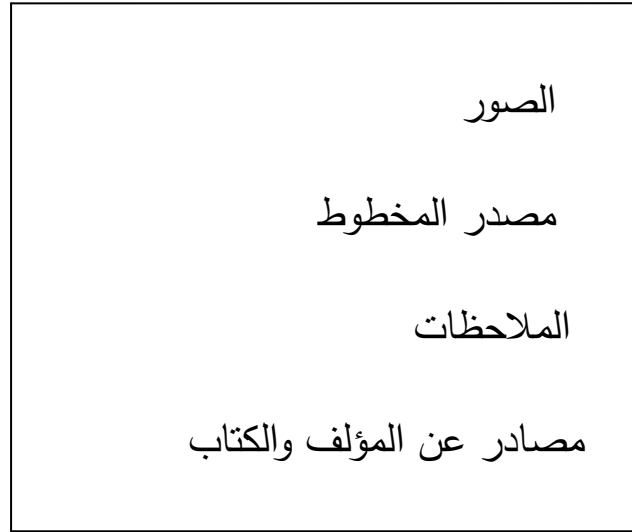 الصور
مصدر المخطوط
الملاحظات
مصادر عن المؤلف والكتاب